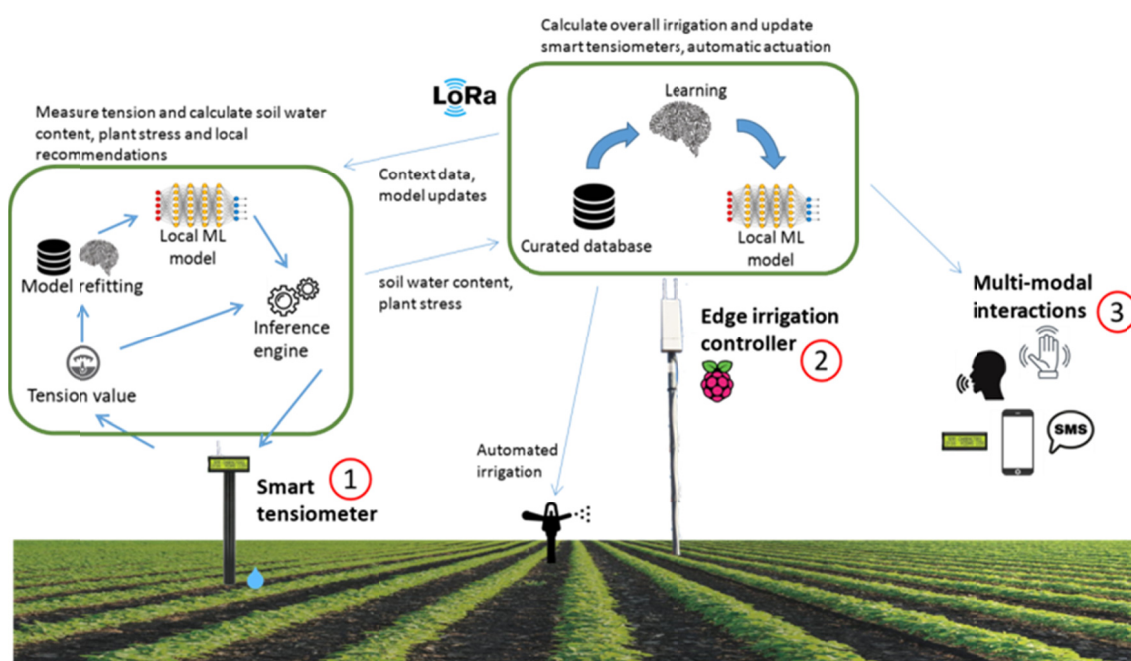 Calculate overall irrigation and update
smart tensiometers, automatic actuation
LoRa
Learning
Measure tension and calculate soil water
content, plant stress and local
recommendations
Context data,
model updates
Local ML
model
Curated database
Local ML
model
Model refitting
soil water content,
plant stress
Inference
engine
Tension value
Edge irrigation
controller
2
Multi-modal
interactions
3
SMS
Automated
irrigation
Smart
tensiometer
1